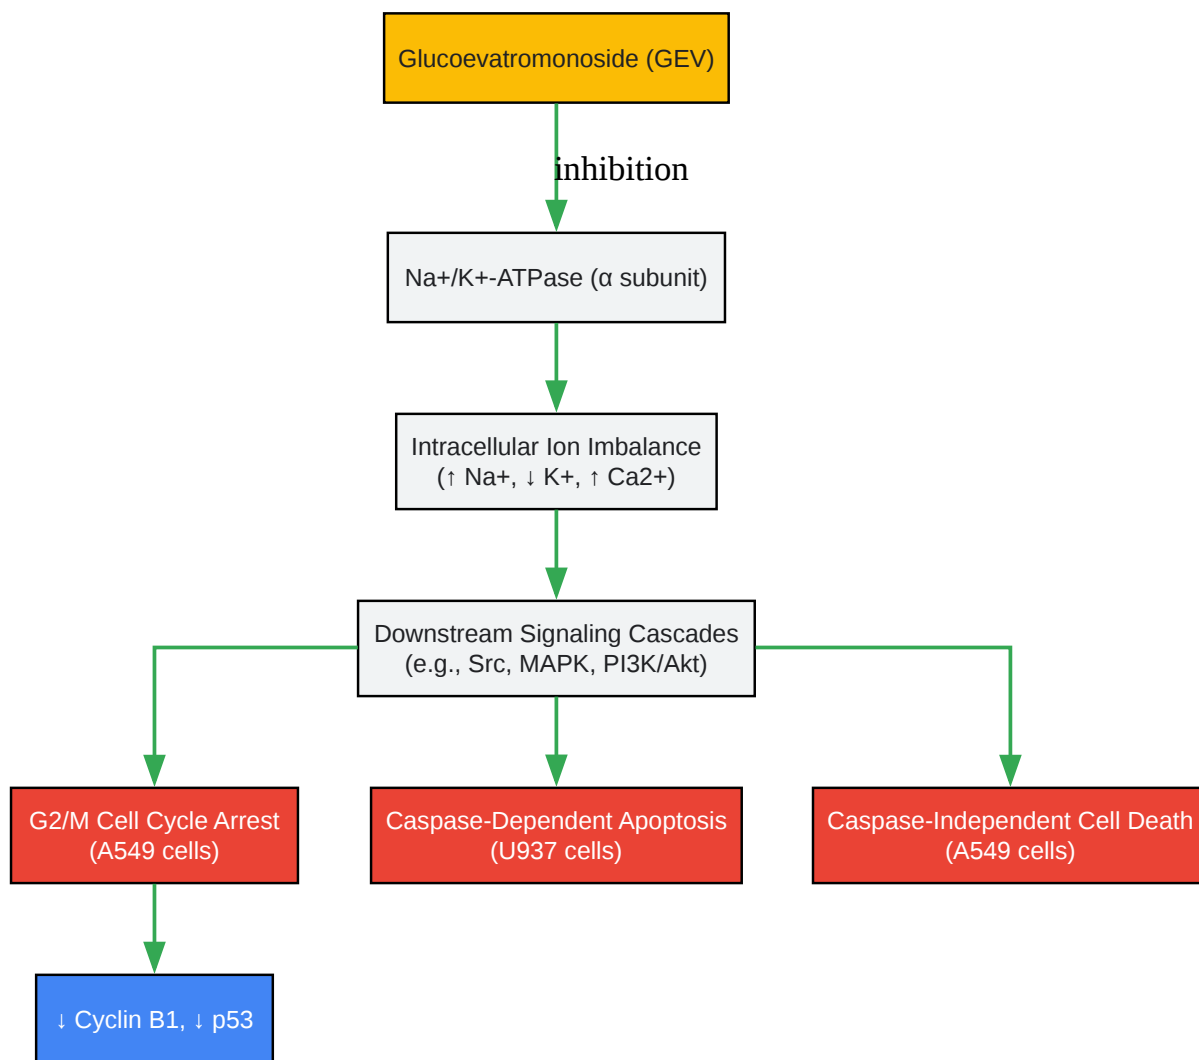 Glucoevatromonoside (GEV)
inhibition
Na+/K+-ATPase (α subunit)
Intracellular Ion Imbalance
(↑ Na+, ↓ K+, ↑ Ca2+)
Downstream Signaling Cascades
(e.g., Src, MAPK, PI3K/Akt)
G2/M Cell Cycle Arrest
(A549 cells)
Caspase-Dependent Apoptosis
(U937 cells)
Caspase-Independent Cell Death
(A549 cells)
↓ Cyclin B1, ↓ p53